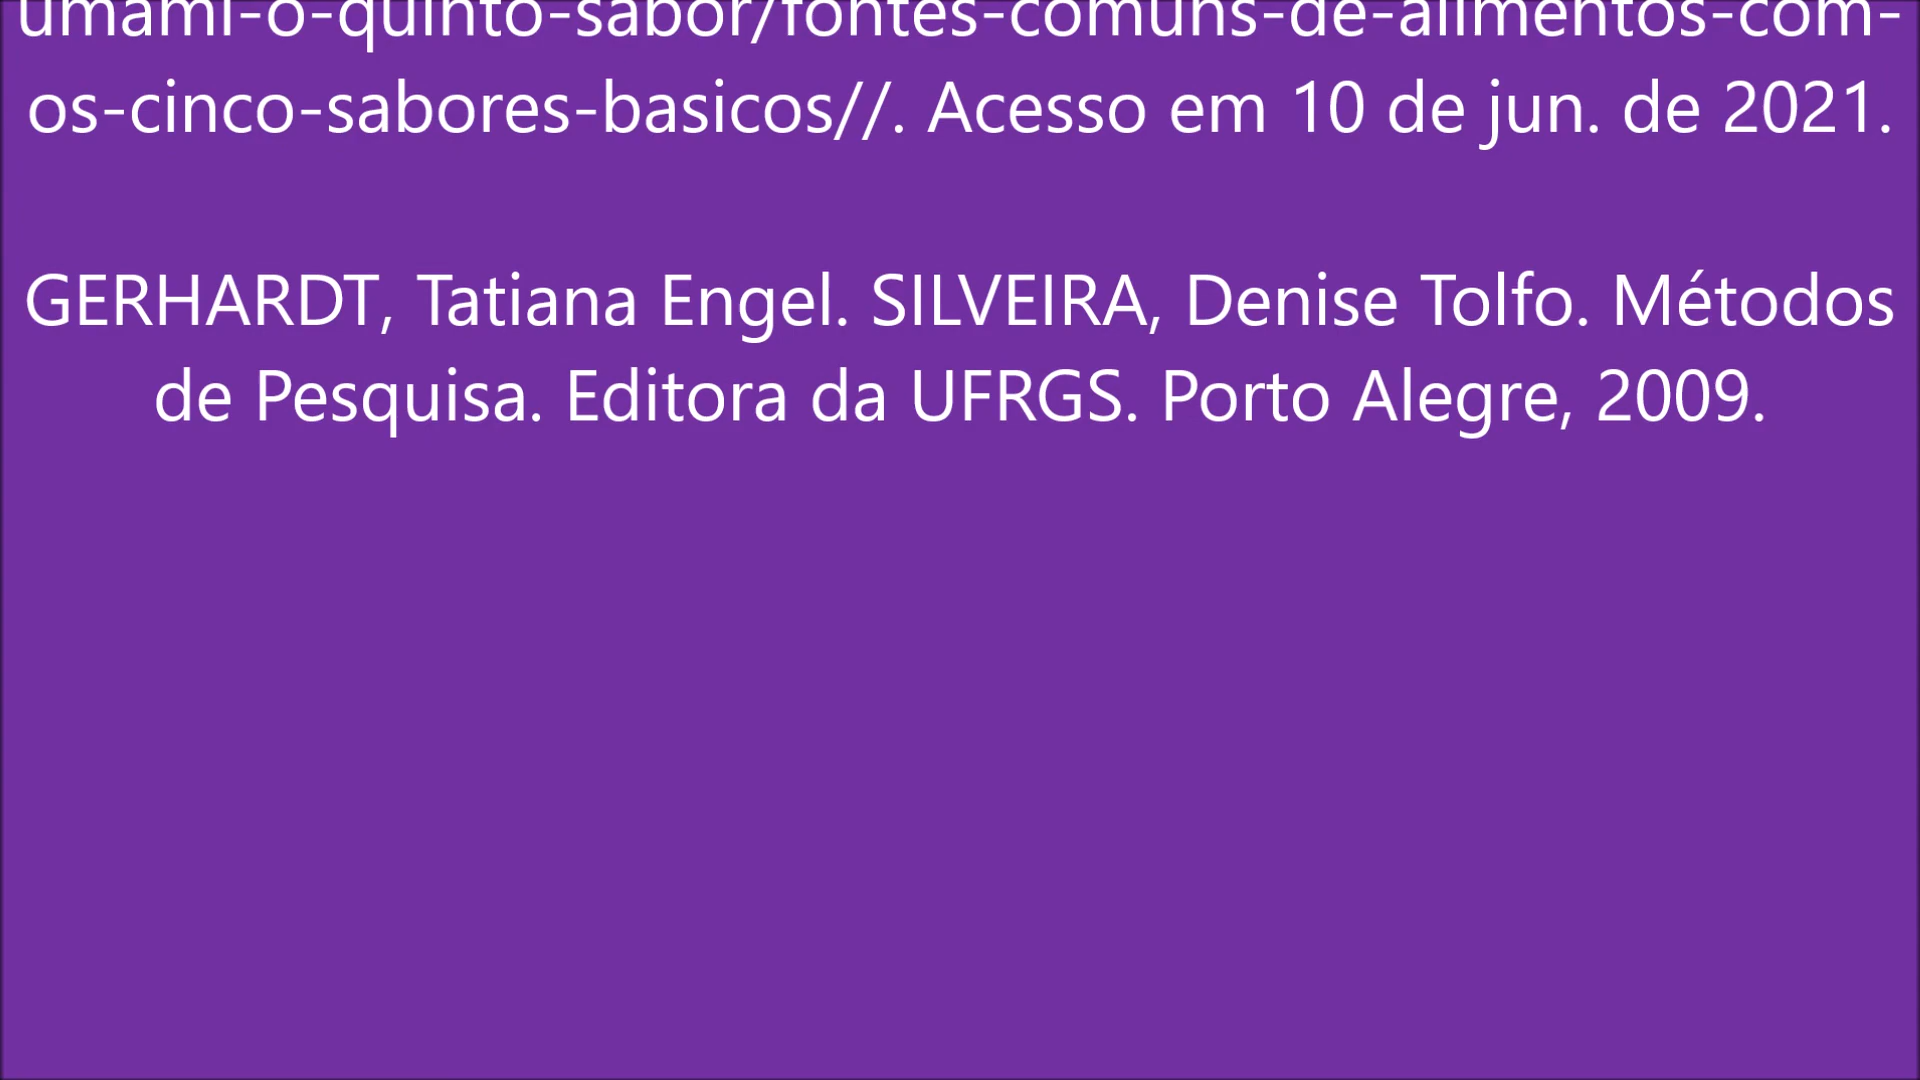 umami-o-quinto-sabor/fontes-comuns-de-alimentos-com-
os-cinco-sabores-basicos//. Acesso em 10 de jun. de 2021.
GERHARDT, Tatiana Engel. SILVEIRA, Denise Tolfo. Métodos
de Pesquisa. Editora da UFRGS. Porto Alegre, 2009.